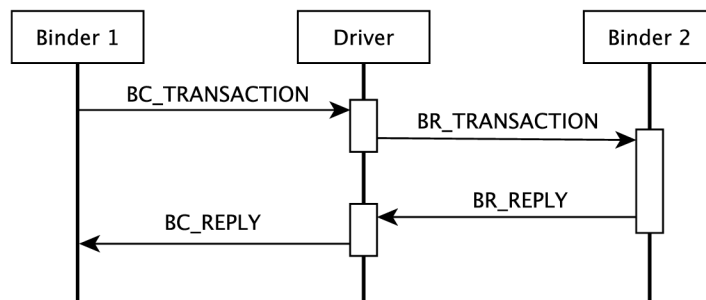 Binder 1
Driver
Binder 2
BC_TRANSACTION
BR_TRANSACTION
BR_REPLY
BC_REPLY